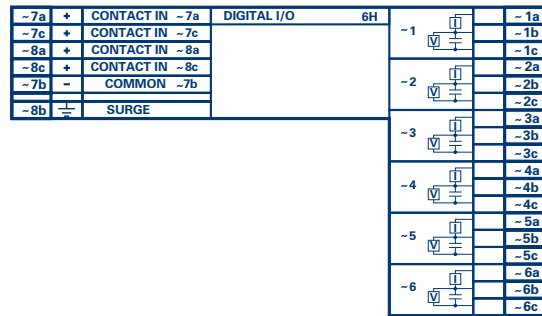 ~7a + CONTACT IN ~7a DIGITAL I/O 6H
~7c + CONTACT IN ~7c
~8a + CONTACT IN ~8a
~8c + CONTACT IN ~8c
~7b - COMMON ~7b
~8b SURGE
~1 V I ~1a
~1b
~1c
~2 V I ~2a
~2b
~2c
~3 V I ~3a
~3b
~3c
~4 V I ~4a
~4b
~4c
~5 V I ~5a
~5b
~5c
~6 V I ~6a
~6b
~6c